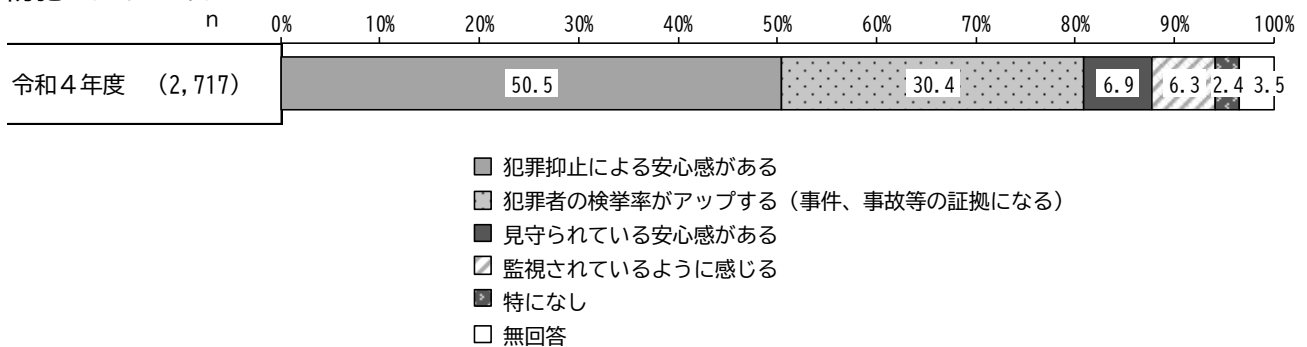 n 0% 10% 20% 30% 40% 50% 60% 70% 80% 90% 100%
令和4年度 (2,717) 50.5 30.4 6.9 6.3 2.4 3.5
犯罪抑止による安心感がある
犯罪者の検挙率がアップする（事件、事故等の証拠になる）
見守られている安心感がある
監視されているように感じる
特になし
無回答